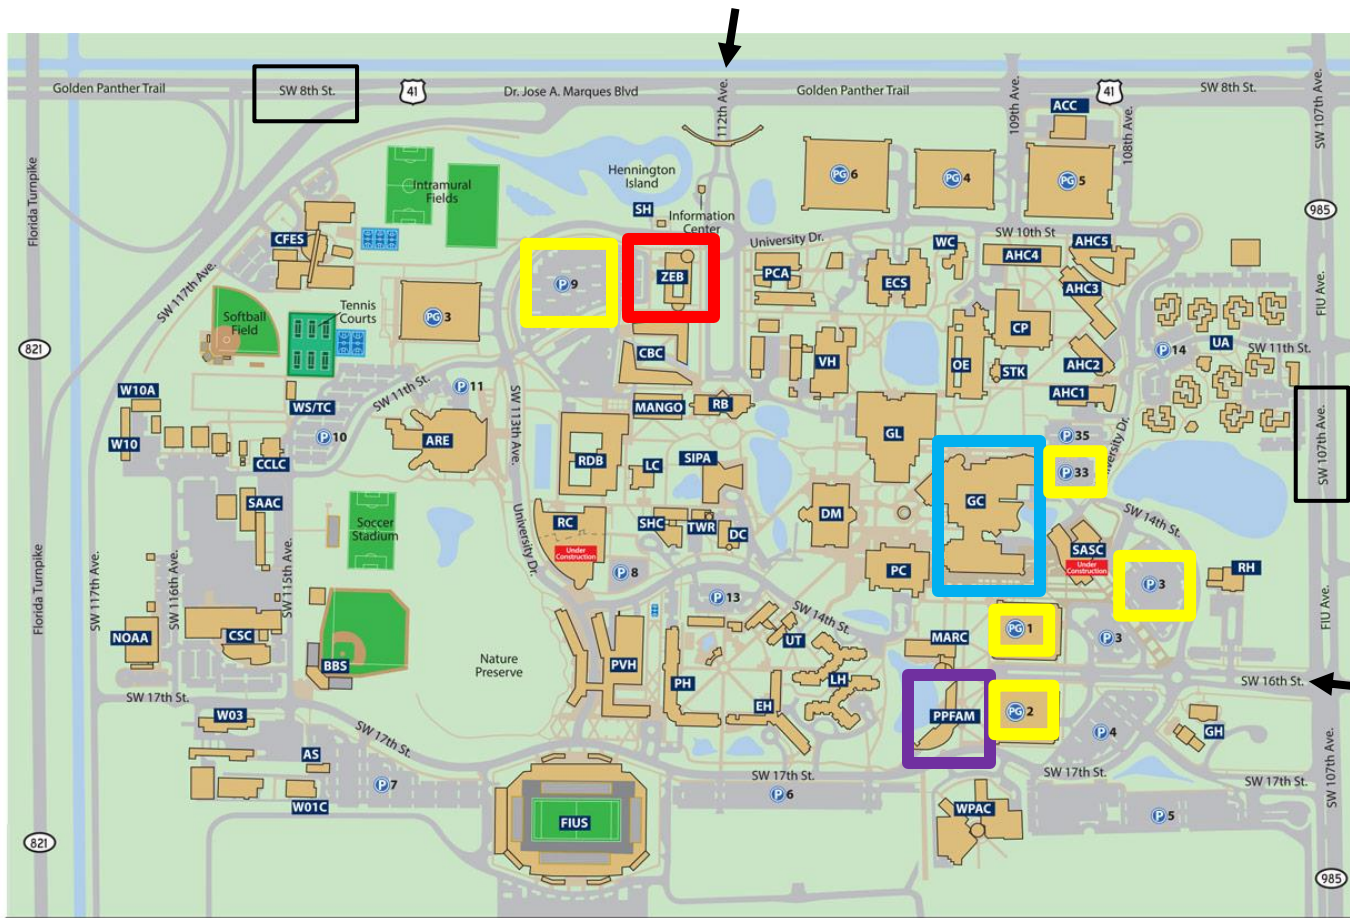 Golden Panther Trail
SW 8th St.
41
Dr. Jose A. Marques Blvd
112th Ave.
Golden Panther Trail
109th Ave.
41
108th Ave.
SW 8th St.
SW 107th Ave.
ACC
Florida Turnpike
Intramural
Fields
Hennington
Island
SH
Information
Center
PG 6
PG 4
PG 5
985
CFES
University Dr.
WC
SW 10th St
AHC5
AHC4
SW 117th Ave.
P 9
ZEB
PCA
ECS
AHC3
FIU Ave.
Softball
Field
Tennis
Courts
PG 3
CBC
VH
OE
CP
STK
AHC2
P 14
UA
SW 11th St.
821
W10A
WS/TC
SW 11th St.
P 11
SW 113th Ave.
MANGO
RB
AHC1
W10
P 10
ARE
GL
P 35
University Dr.
SW 107th Ave.
CCLC
RDB
LC
SIPA
P 33
SAAC
GC
Soccer
Stadium
University Dr.
RC
Under
Construction
SHC
TWR
DC
DM
SW 14th St.
SASC
Under
Construction
SW 117th Ave.
SW 116th Ave.
SW 115th Ave.
P 8
PC
RH
P 3
Florida Turnpike
P 13
SW 14th St.
FIU Ave.
NOAA
CSC
BBS
Nature
Preserve
PVH
PH
UT
MARC
PG 1
P 3
EH
LH
SW 16th St.
SW 17th St.
W03
PPFAM
PG 2
P 4
GH
AS
SW 17th St.
SW 107th Ave.
P 7
SW 17th St.
SW 17th St.
SW 17th St.
W01C
P 6
WPAC
P 5
FIUS
821
985